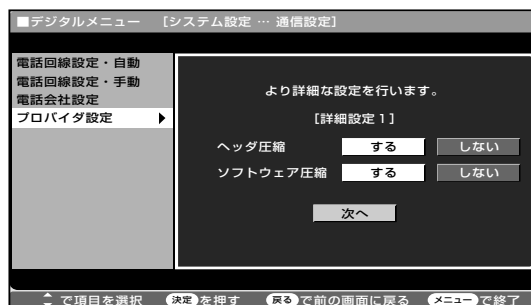 ■デジタルメニュー [システム設定 … 通信設定]
電話回線設定・自動
電話回線設定・手動
電話会社設定
プロバイダ設定
より詳細な設定を行います。
[詳細設定1]
ヘッダ圧縮 する しない
ソフトウェア圧縮 する しない
次へ
で項目を選択 決定を押す 戻るで前の画面に戻る メニューで終了